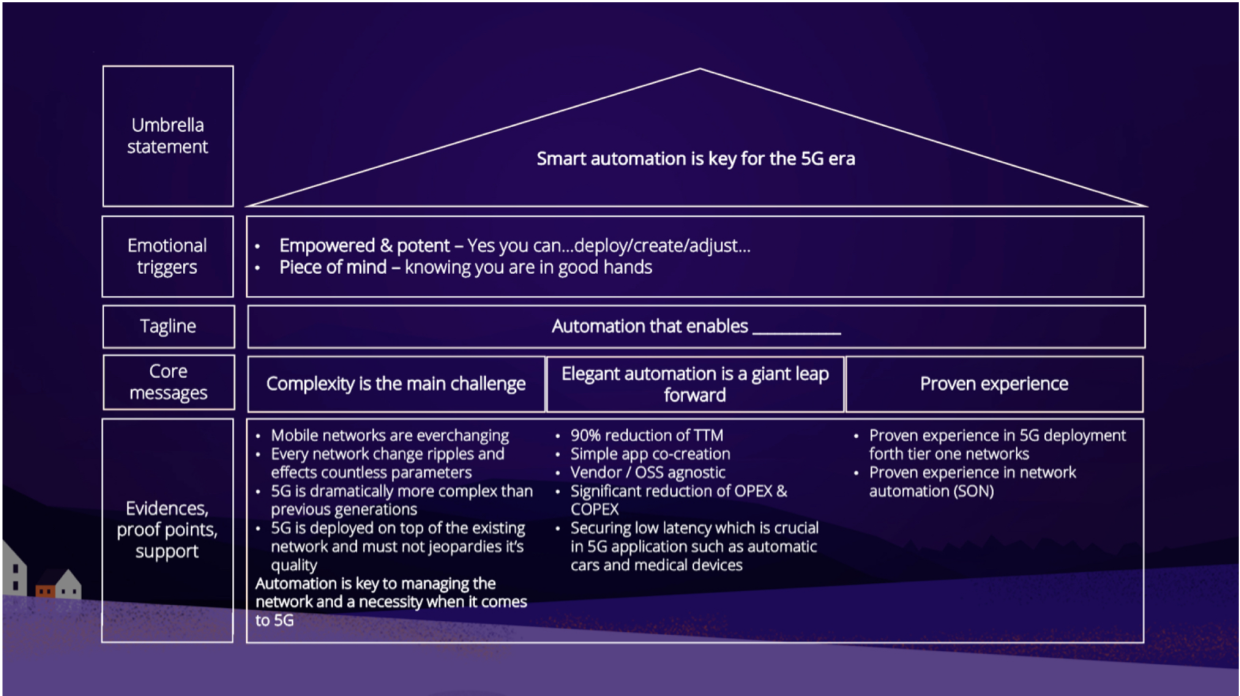 Umbrella
statement
Smart automation is key for the 5G era
Emotional
triggers
• Empowered & potent – Yes you can...deploy/create/adjust...
• Piece of mind – knowing you are in good hands
Tagline
Automation that enables __________
Core
messages
Complexity is the main challenge
Elegant automation is a giant leap
forward
Proven experience
Evidences,
proof points,
support
• Mobile networks are everchanging
• Every network change ripples and
effects countless parameters
• 5G is dramatically more complex than
previous generations
• 5G is deployed on top of the existing
network and must not jeopardies it's
quality
Automation is key to managing the
network and a necessity when it comes
to 5G
• 90% reduction of TTM
• Simple app co-creation
• Vendor / OSS agnostic
• Significant reduction of OPEX &
COPEX
• Securing low latency which is crucial
in 5G application such as automatic
cars and medical devices
• Proven experience in 5G deployment
forth tier one networks
• Proven experience in network
automation (SON)